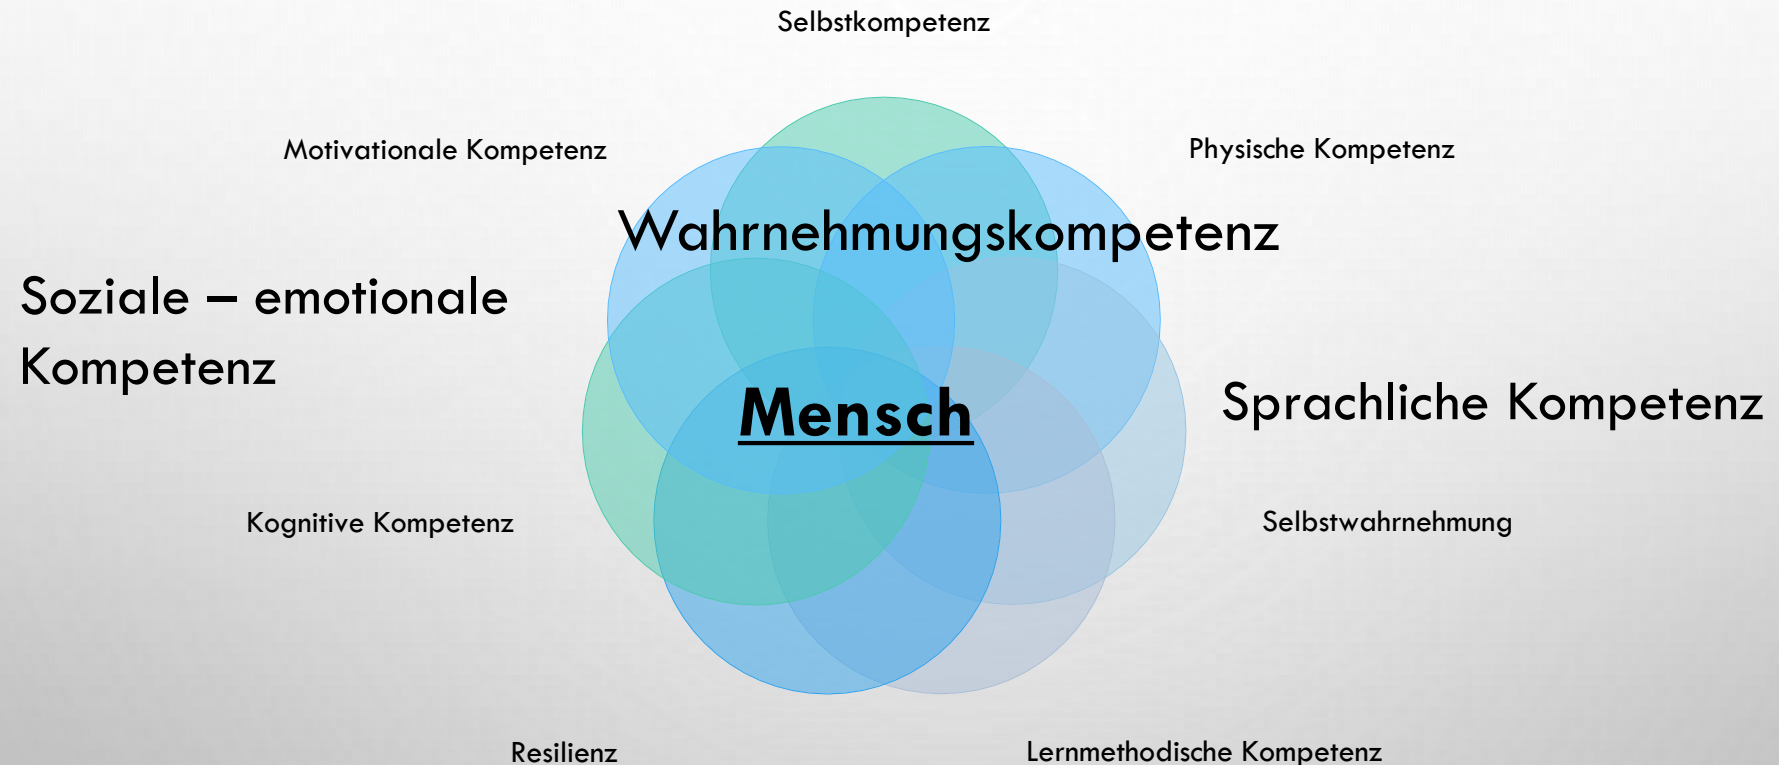 Selbstkompetenz
Motivationale Kompetenz
Physische Kompetenz
Wahrnehmungskompetenz
Soziale – emotionale
Kompetenz
Mensch
Sprachliche Kompetenz
Kognitive Kompetenz
Selbstwahrnehmung
Resilienz
Lernmethodische Kompetenz